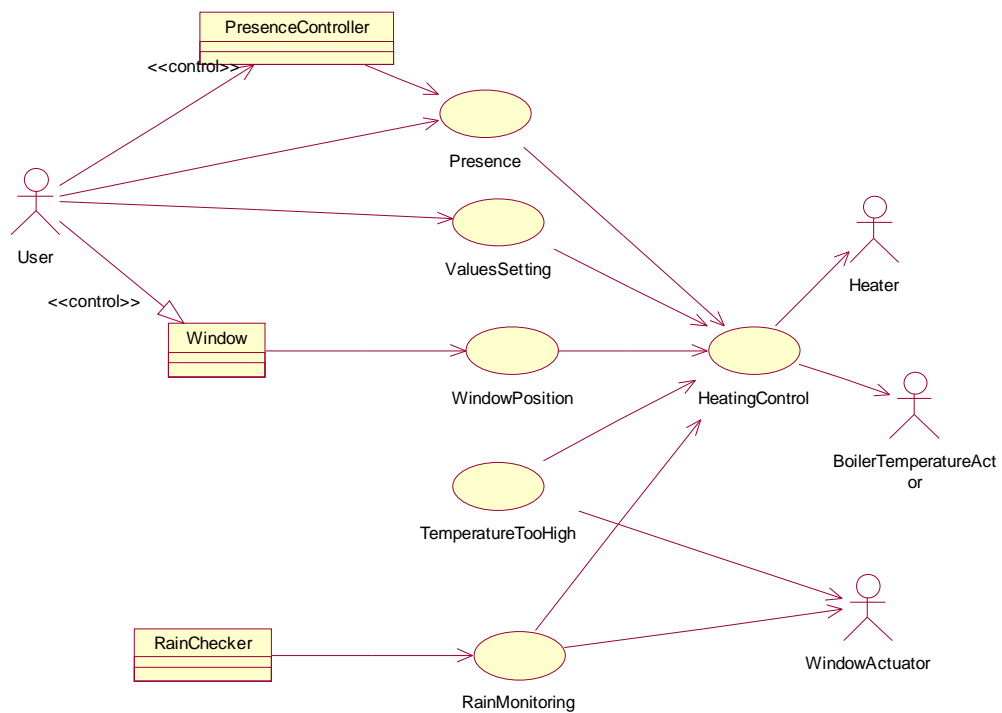 PresenceController
<<control>>
Presence
User
ValuesSetting
Heater
<<control>>
Window
WindowPosition
HeatingControl
BoilerTemperatureAct
or
TemperatureTooHigh
RainChecker
WindowActuator
RainMonitoring